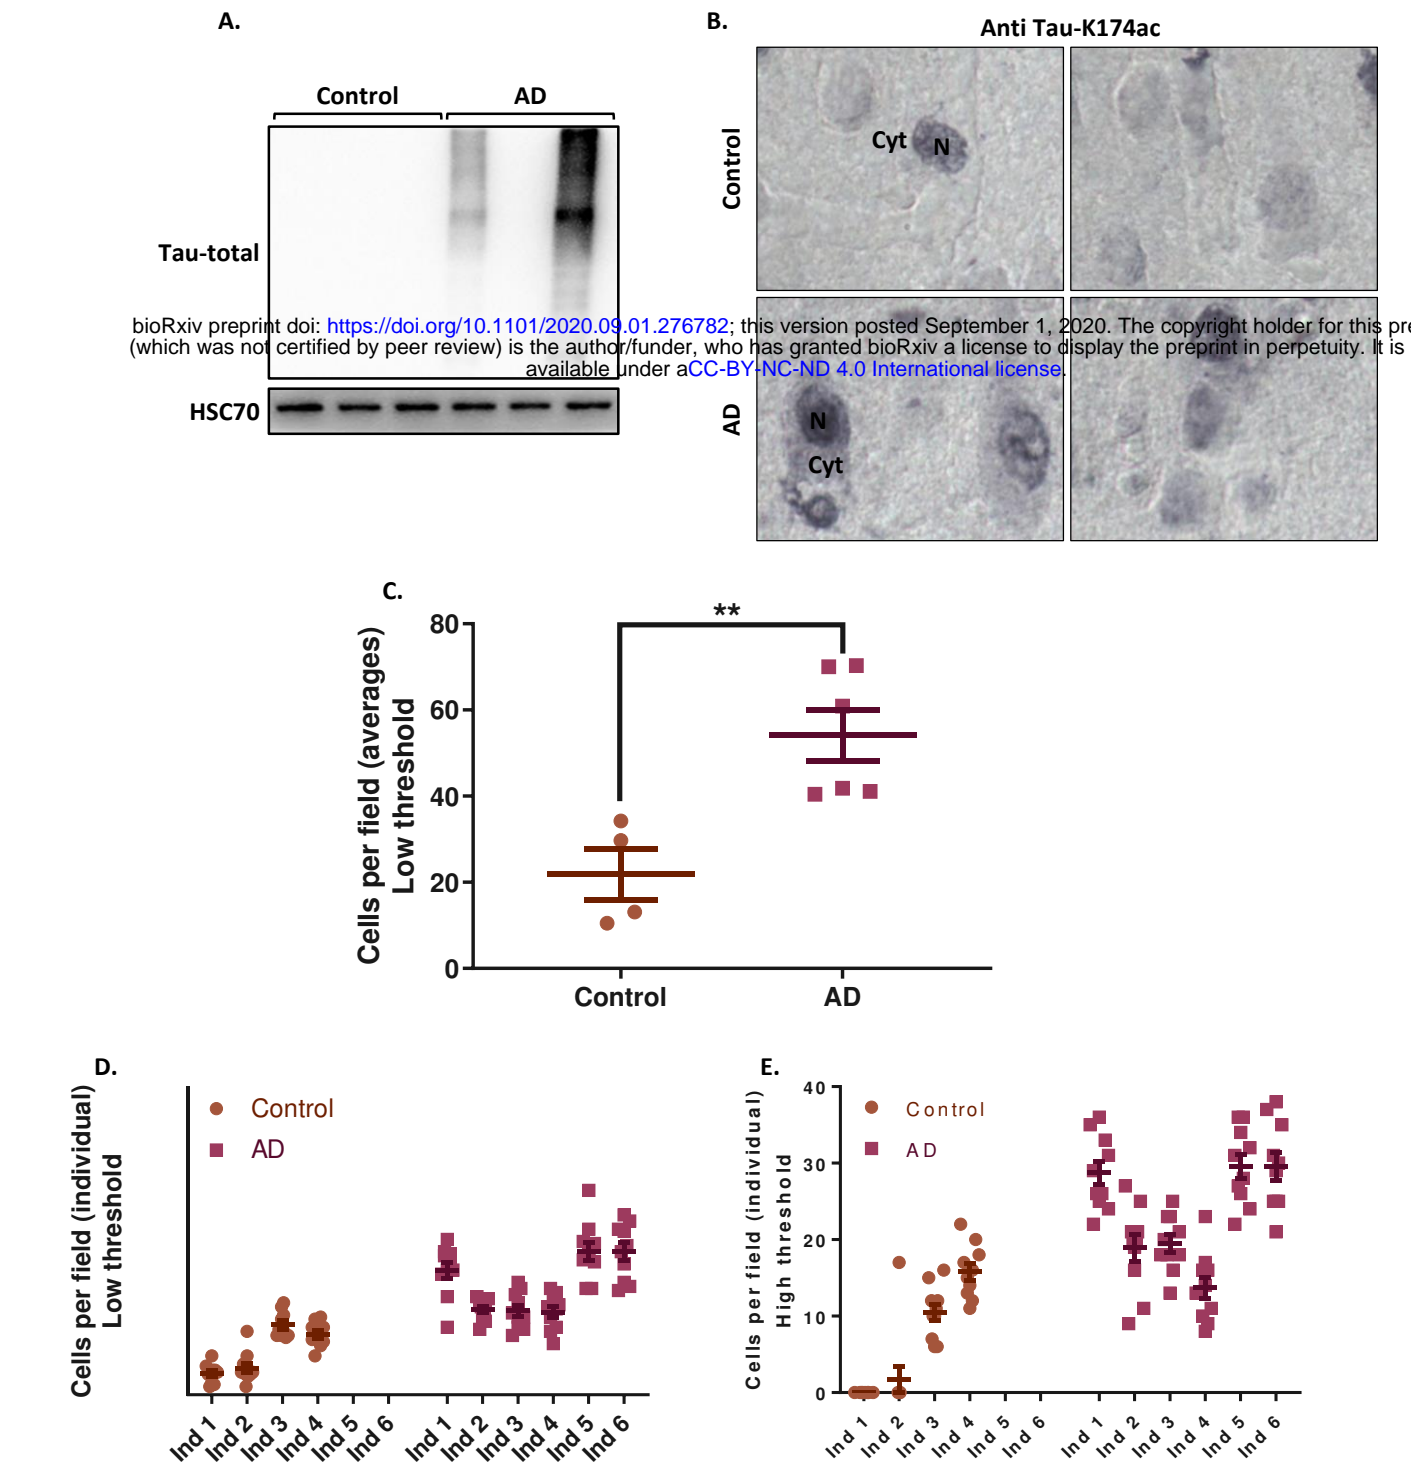 A.
B.
Anti Tau-K174ac
Control
AD
Tau-total
HSC70
Control
Cyt
N
AD
N
Cyt
bioRxiv preprint doi: https://doi.org/10.1101/2020.09.01.276782; this version posted September 1, 2020. The copyright holder for this
(which was not certified by peer review) is the author/funder, who has granted bioRxiv a license to display the preprint in perpetuity. It is
available under aCC-BY-NC-ND 4.0 International license.
C.
Cells per field (averages)
Low threshold
80
60
40
20
0
**
Control
AD
D.
Cells per field (individual)
Low threshold
Control
AD
Ind 1
Ind 2
Ind 3
Ind 4
Ind 5
Ind 6
Ind 1
Ind 2
Ind 3
Ind 4
Ind 5
Ind 6
E.
Cells per field (individual)
High threshold
40
30
20
10
0
Control
AD
Ind 1
Ind 2
Ind 3
Ind 4
Ind 5
Ind 6
Ind 1
Ind 2
Ind 3
Ind 4
Ind 5
Ind 6